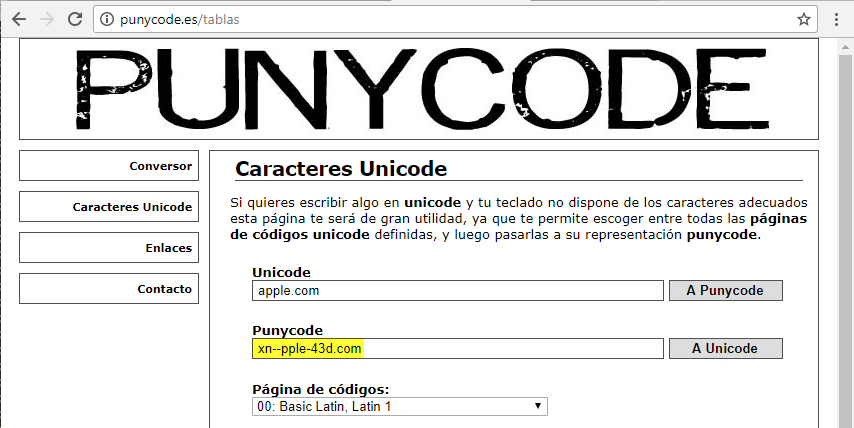 punycode.es/tablas
PUNYCODE
Conversor
Caracteres Unicode
Enlaces
Contacto
Caracteres Unicode
Si quieres escribir algo en unicode y tu teclado no dispone de los caracteres adecuados
esta página te será de gran utilidad, ya que te permite escoger entre todas las páginas
de códigos unicode definidas, y luego pasarlas a su representación punycode.
Unicode
аpple.com
A Punycode
Punycode
xn--pple-43d.com
A Unicode
Página de códigos:
00: Basic Latin, Latin 1